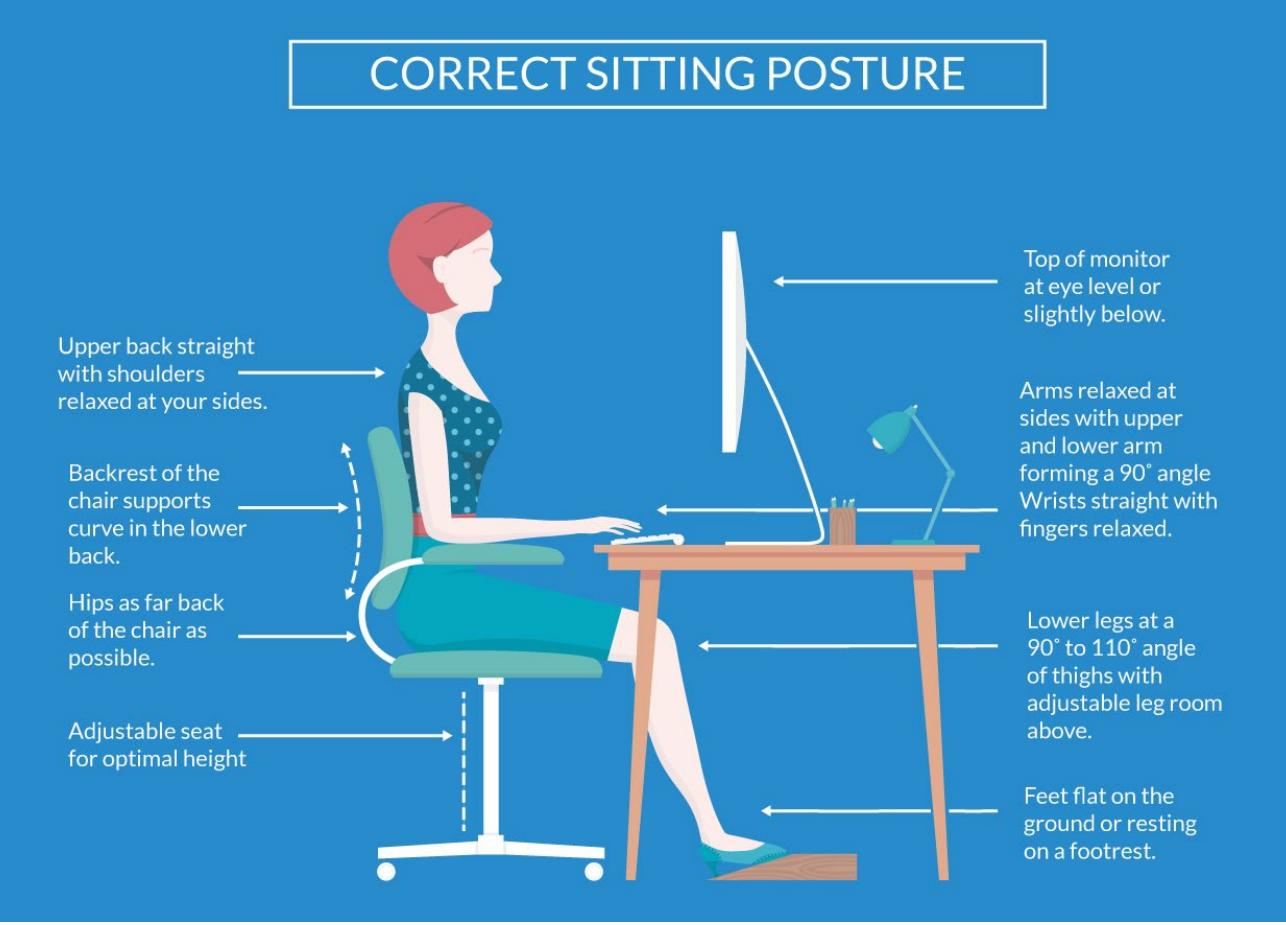 CORRECT SITTING POSTURE
Upper back straight
with shoulders
relaxed at your sides.
Backrest of the
chair supports
curve in the lower
back.
Hips as far back
of the chair as
possible.
Adjustable seat
for optimal height
Top of monitor
at eye level or
slightly below.
Arms relaxed at
sides with upper
and lower arm
forming a 90° angle
Wrists straight with
fingers relaxed.
Lower legs at a
90° to 110° angle
of thighs with
adjustable leg room
above.
Feet flat on the
ground or resting
on a footrest.